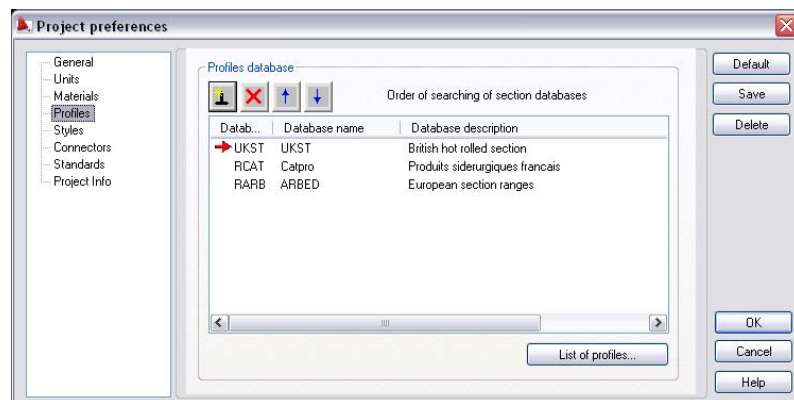 Project preferences
General
Units
Materials
Profiles
Styles
Connectors
Standards
Project Info
Profiles database
Order of searching of section databases
Datab... Database name Database description
UKST UKST British hot rolled section
RCAT Catpro Produits siderurgiques francais
RARB ARBED European section ranges
List of profiles...
Default
Save
Delete
OK
Cancel
Help